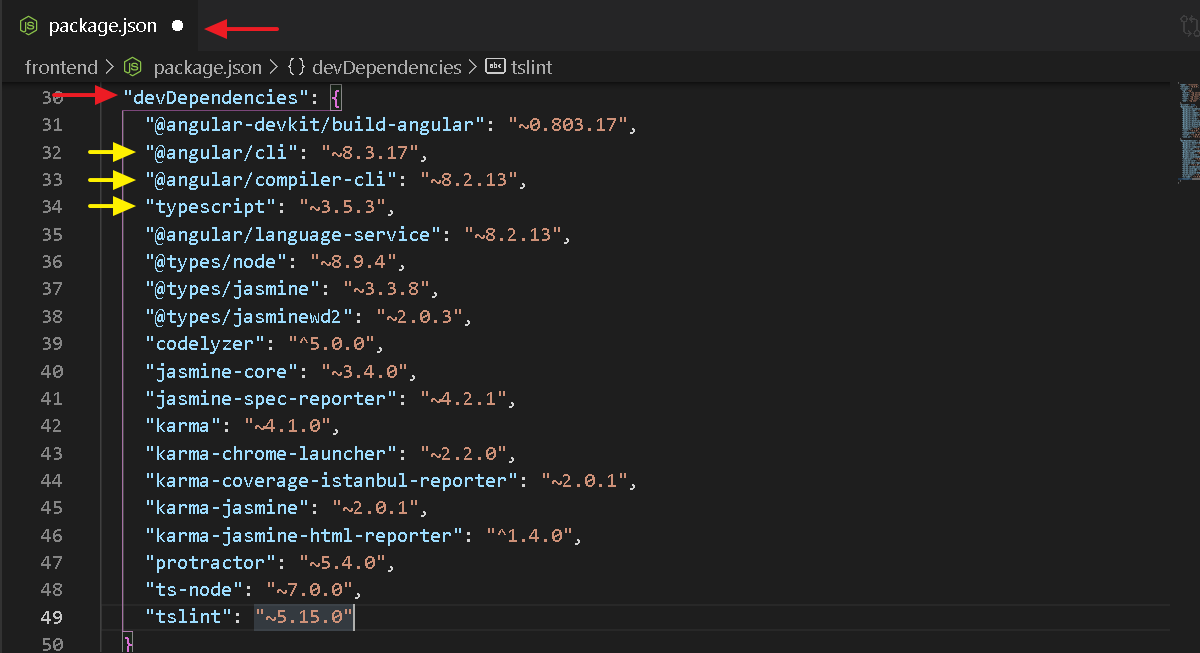 package.json
frontend > package.json > {} devDependencies > abc tslint
30 "devDependencies": {
31 "@angular-devkit/build-angular": "~0.803.17",
32 "@angular/cli": "~8.3.17",
33 "@angular/compiler-cli": "~8.2.13",
34 "typescript": "~3.5.3",
35 "@angular/language-service": "~8.2.13",
36 "@types/node": "~8.9.4",
37 "@types/jasmine": "~3.3.8",
38 "@types/jasminewd2": "~2.0.3",
39 "codelyzer": "^5.0.0",
40 "jasmine-core": "~3.4.0",
41 "jasmine-spec-reporter": "~4.2.1",
42 "karma": "~4.1.0",
43 "karma-chrome-launcher": "~2.2.0",
44 "karma-coverage-istanbul-reporter": "~2.0.1",
45 "karma-jasmine": "~2.0.1",
46 "karma-jasmine-html-reporter": "^1.4.0",
47 "protractor": "~5.4.0",
48 "ts-node": "~7.0.0",
49 "tslint": "~5.15.0"
50 }